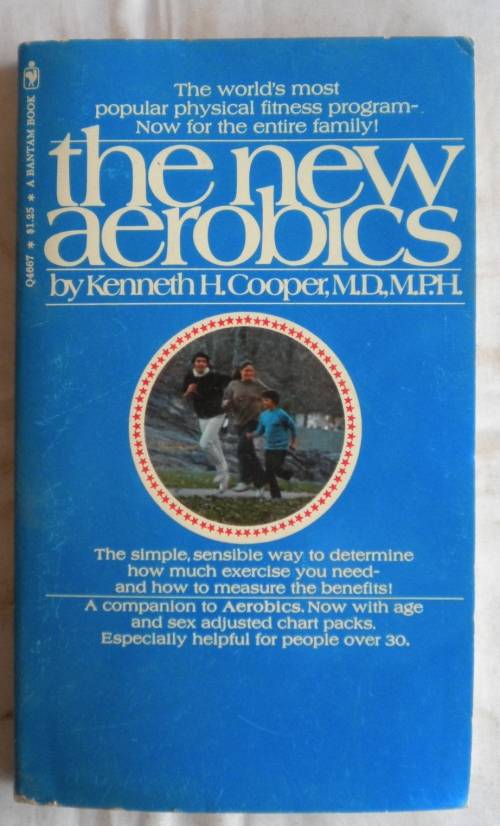 Q4667 * $1.25 * A BANTAM BOOK
The world's most
popular physical fitness program-
Now for the entire family!
the new
aerobics
by Kenneth H. Cooper, M.D., M.P.H.
The simple, sensible way to determine
how much exercise you need-
and how to measure the benefits!
A companion to Aerobics. Now with age
and sex adjusted chart packs.
Especially helpful for people over 30.